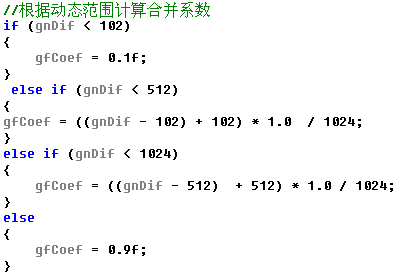 //根据动态范围计算合并系数
if (gnDif < 102)
{
gfCoef = 0.1f;
}
else if (gnDif < 512)
{
gfCoef = ((gnDif - 102) + 102) * 1.0  / 1024;
}
else if (gnDif < 1024)
{
gfCoef = ((gnDif - 512)  + 512) * 1.0 / 1024;
}
else
{
gfCoef = 0.9f;
}